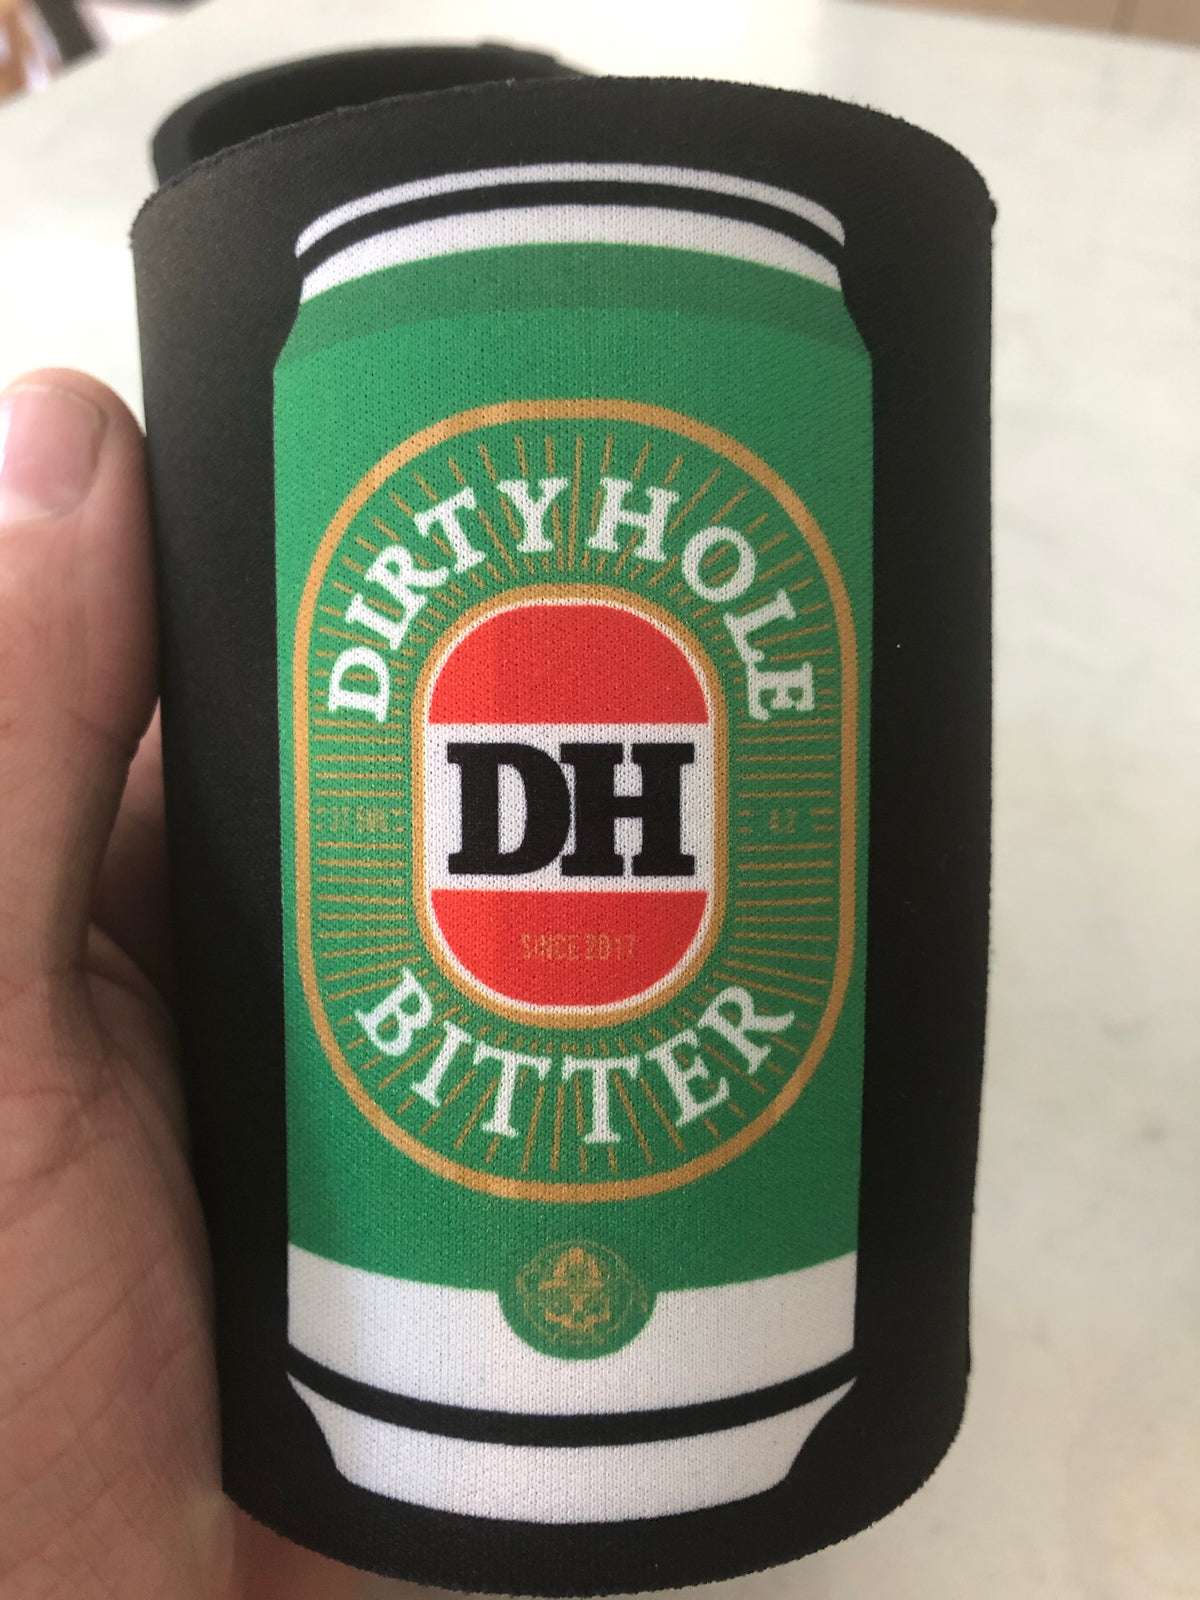 DIRTYHOLE
DH
SINCE 2017
BITTER